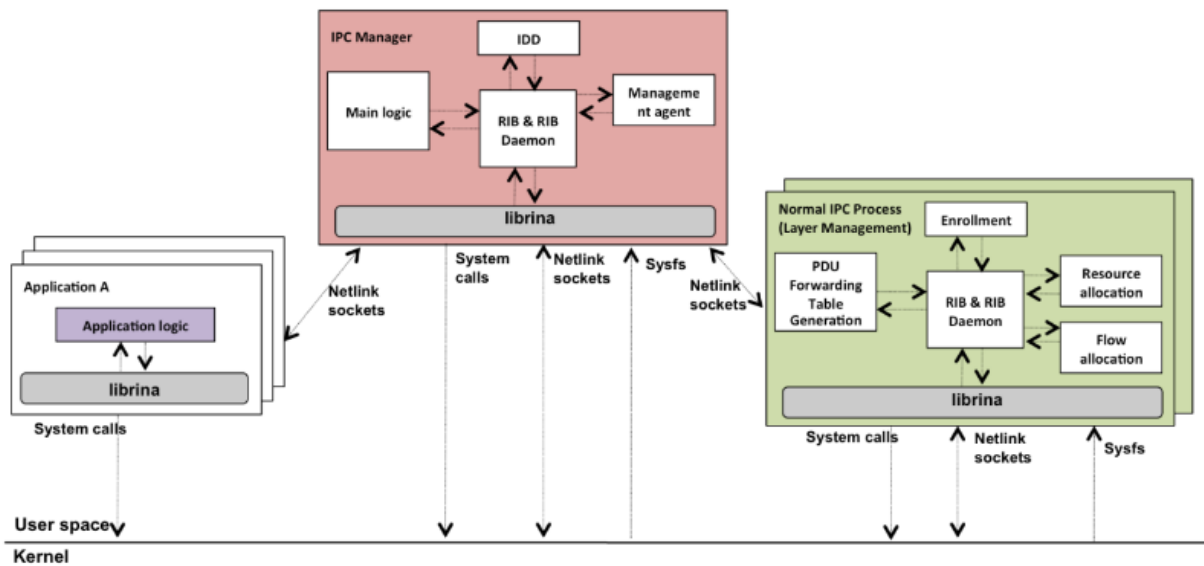 IPC Manager
IDD
Main logic
RIB & RIB
Daemon
Manageme
nt agent
librina
Normal IPC Process
(Layer Management)
Enrollment
PDU
Forwarding
Table
Generation
RIB & RIB
Daemon
Resource
allocation
Flow
allocation
librina
Application A
Application logic
librina
Netlink
sockets
System
calls
Netlink
sockets
Sysfs
Netlink
sockets
System calls
System calls
Netlink
sockets
Sysfs
User space
Kernel